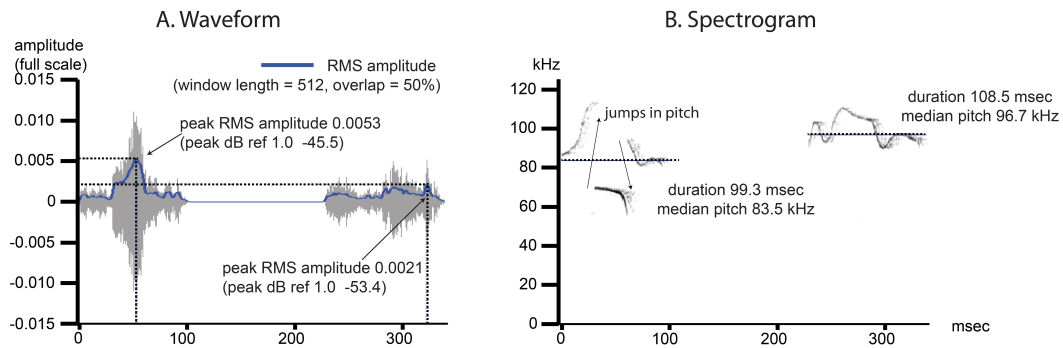 A. Waveform
amplitude
(full scale)
0.015
0.010
0.005
0
-0.005
-0.010
-0.015
0
100
200
300
RMS amplitude
(window length = 512, overlap = 50%)
peak RMS amplitude 0.0053
(peak dB ref 1.0 -45.5)
peak RMS amplitude 0.0021
(peak dB ref 1.0 -53.4)
B. Spectrogram
kHz
120
100
80
60
40
20
0
0
100
200
300
msec
jumps in pitch
duration 99.3 msec
median pitch 83.5 kHz
duration 108.5 msec
median pitch 96.7 kHz